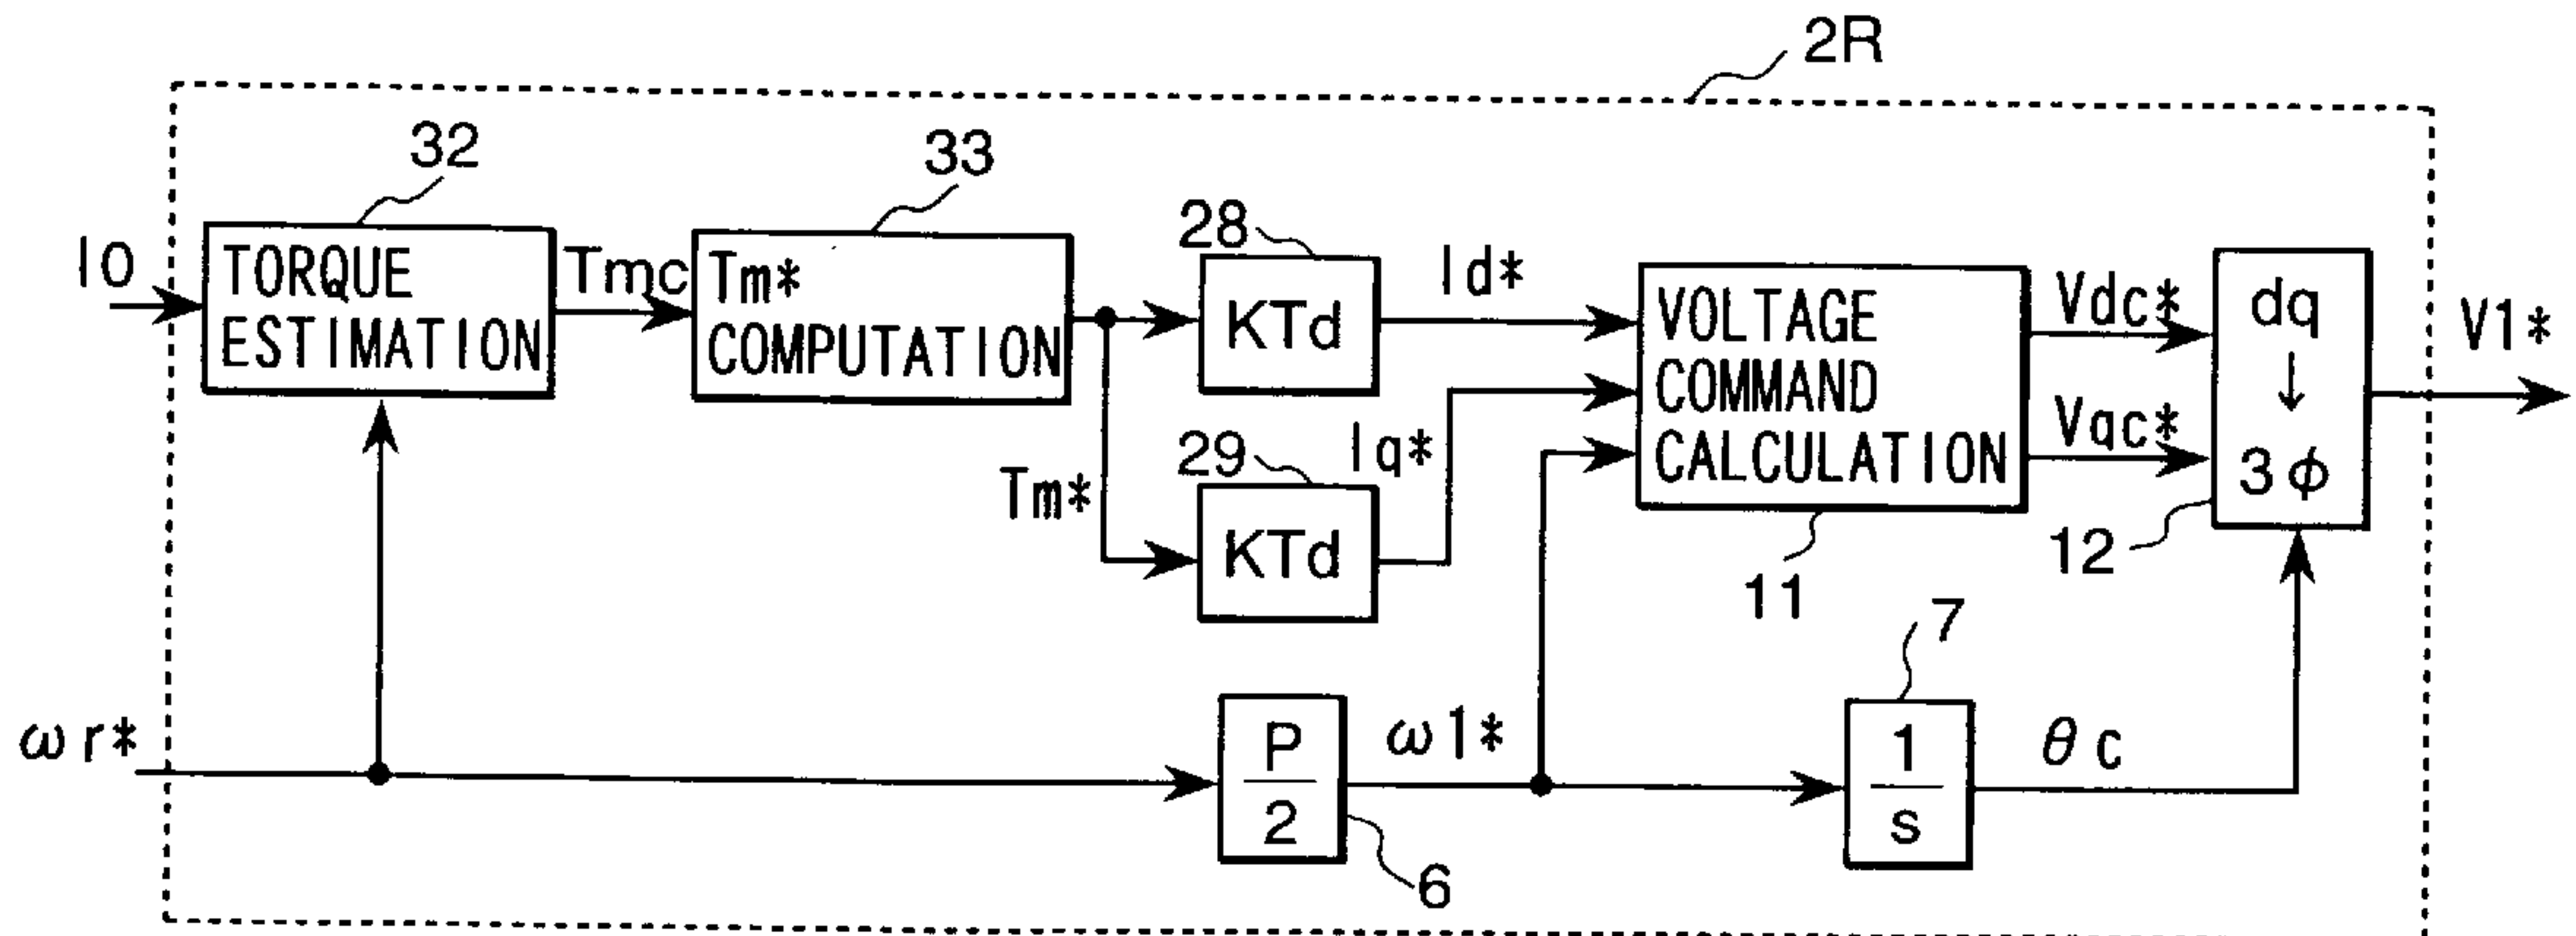 2R
32
33
I0
TORQUE
ESTIMATION
Tmc
Tm*
COMPUTATION
28
KTd
Id*
VOLTAGE
COMMAND
CALCULATION
Vdc*
Vqc*
dq
↓
3φ
V1*
Tm*
29
KTd
Iq*
11
12
7
ωr*
P
2
6
ω1*
1
s
θc